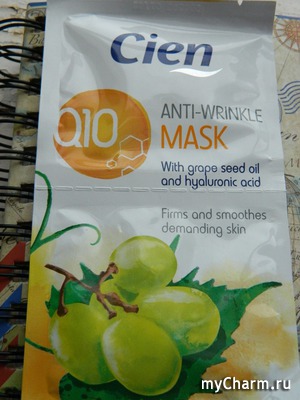 Cien
Q10
ANTI-WRINKLE
MASK
With grape seed oil
and hyaluronic acid
Firms and smoothes
demanding skin
myCharm.ru